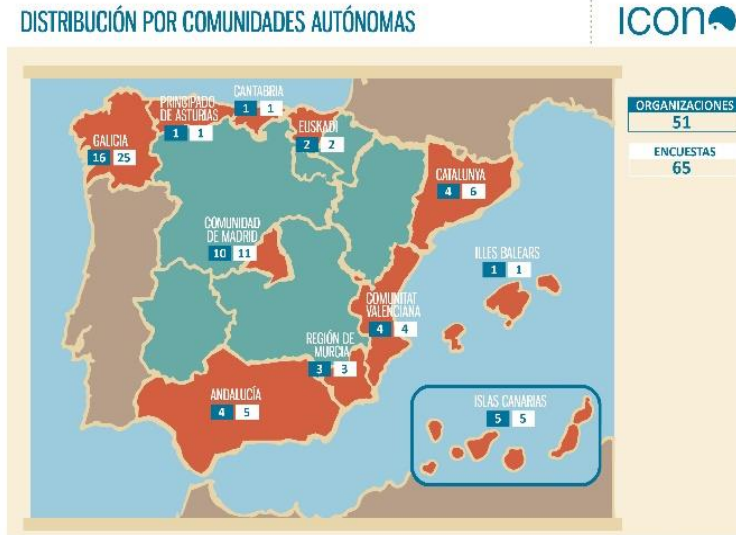 DISTRIBUCIÓN POR COMUNIDADES AUTÓNOMAS
ICON
ORGANIZACIONES
51
ENCUESTAS
65
CANTABRIA
1 1
PRINCIPADO
DE ASTURIAS
1 1
EUSKADI
2 2
GALICIA
16 25
CATALUNYA
4 6
COMUNIDAD
DE MADRID
10 11
ILLES BALEARS
1 1
COMUNITAT
VALENCIANA
4 4
REGIÓN DE
MURCIA
3 3
ANDALUCÍA
4 5
ISLAS CANARIAS
5 5